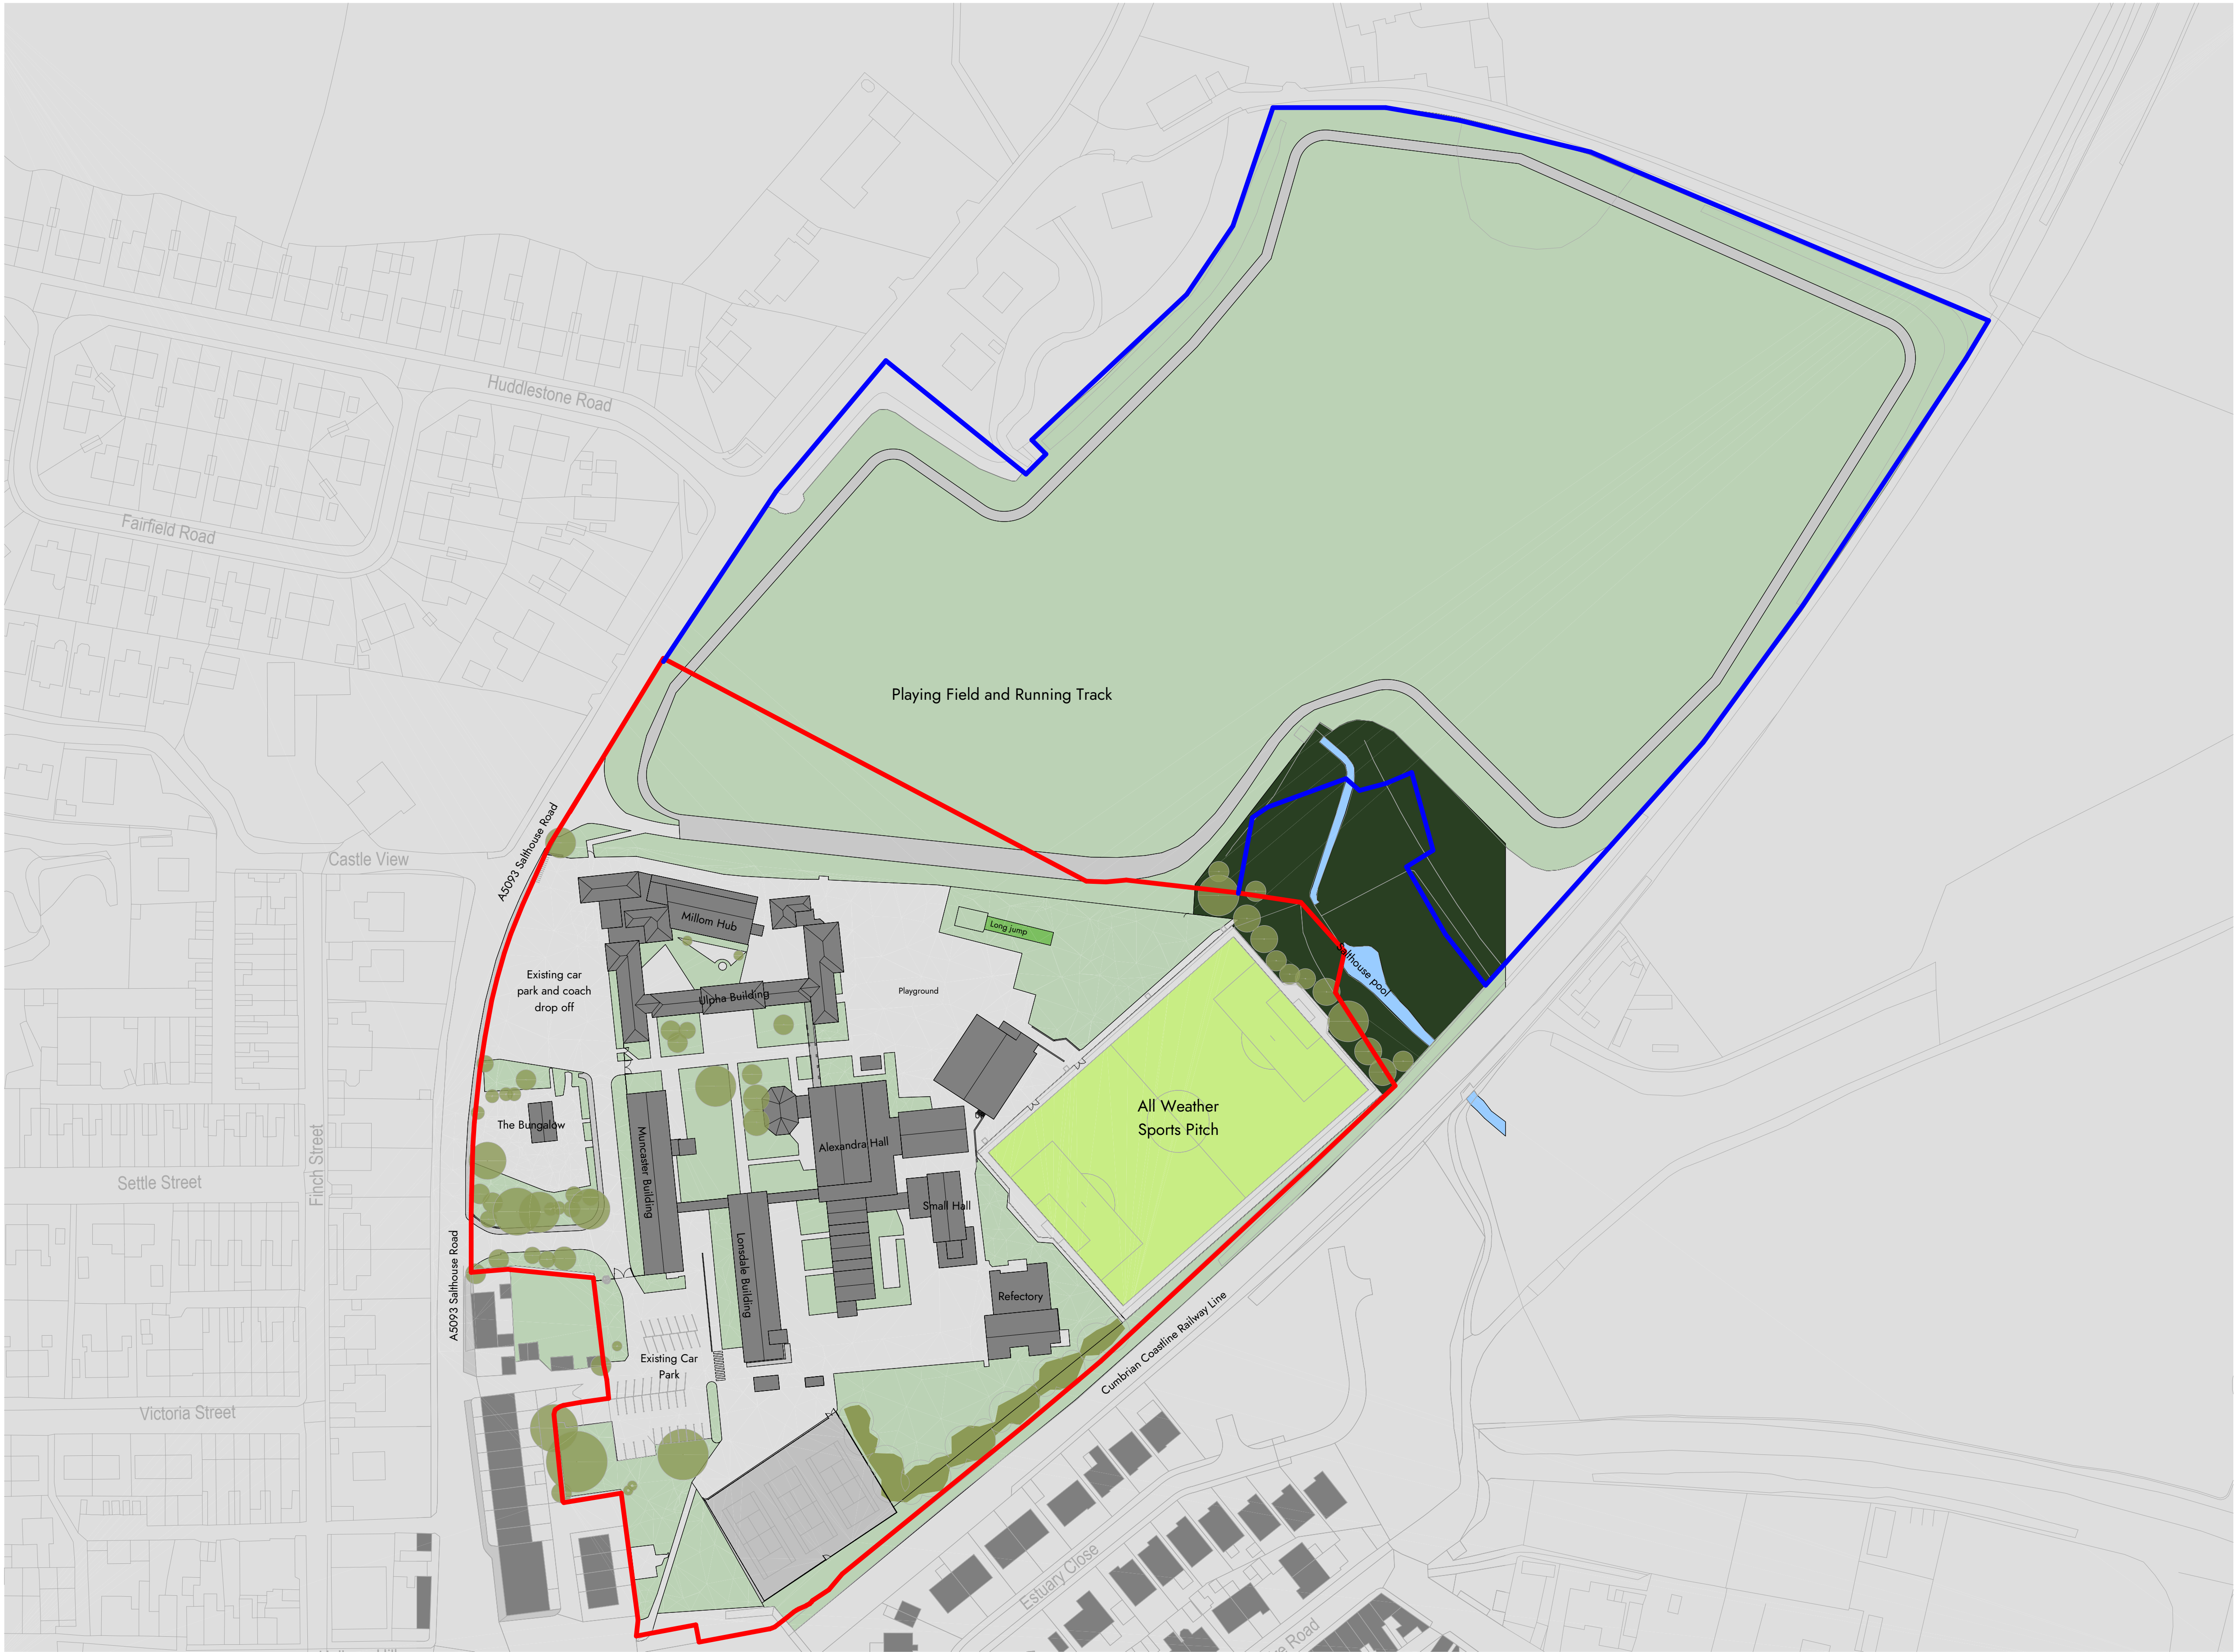 Huddlestone Road
Fairfield Road
Playing Field and Running Track
A5093 Salthouse Road
Castle View
Millom Hub
Long jump
Existing car
park and coach
drop off
Ulpha Building
Playground
Salthouse pool
All Weather
Sports Pitch
The Bungalow
Finch Street
Muncaster Building
Alexandra Hall
Settle Street
Small Hall
A5093 Salthouse Road
Lonsdale Building
Refectory
Cumbrian Coastline Railway Line
Existing Car
Park
Victoria Street
Estuary Close
Road